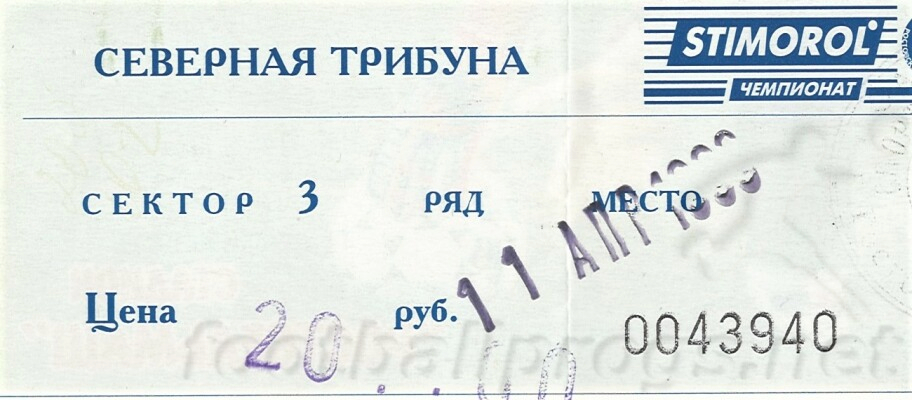 СЕВЕРНАЯ ТРИБУНА
STIMOROL
ЧЕМПИОНАТ
СЕКТОР 3 РЯД МЕСТО
11 АПР
Цена 20 руб.
0043940